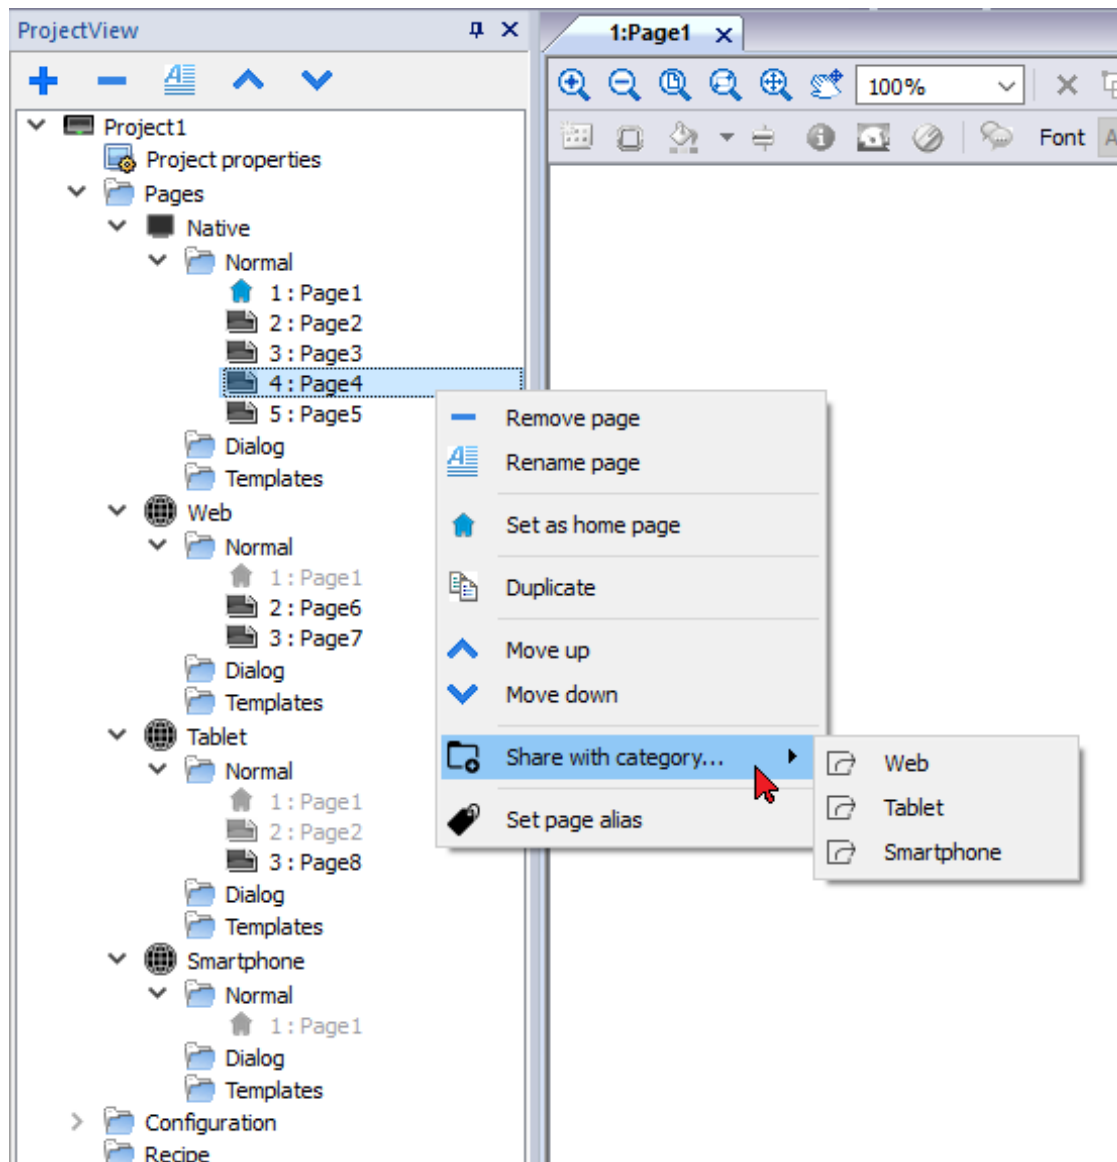 ProjectView
Project1
Project properties
Pages
Native
Normal
1 : Page1
2 : Page2
3 : Page3
4 : Page4
5 : Page5
Dialog
Templates
Web
Normal
1 : Page1
2 : Page6
3 : Page7
Dialog
Templates
Tablet
Normal
1 : Page1
2 : Page2
3 : Page8
Dialog
Templates
Smartphone
Normal
1 : Page1
Dialog
Templates
Configuration
Recipe
1:Page1
100%
Font A
Remove page
Rename page
Set as home page
Duplicate
Move up
Move down
Share with category...
Set page alias
Web
Tablet
Smartphone